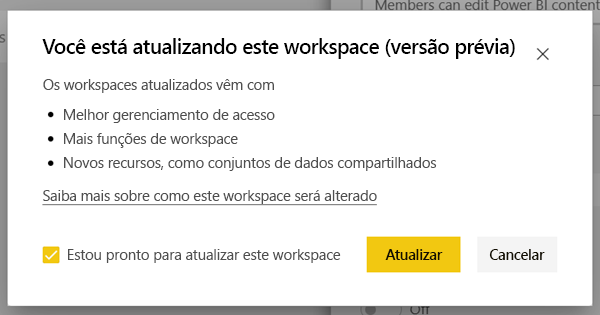 Members can edit Power BI content
Você está atualizando este workspace (versão prévia)
Os workspaces atualizados vêm com
Melhor gerenciamento de acesso
Mais funções de workspace
Novos recursos, como conjuntos de dados compartilhados
Saiba mais sobre como este workspace será alterado
Estou pronto para atualizar este workspace
Atualizar
Cancelar
Off